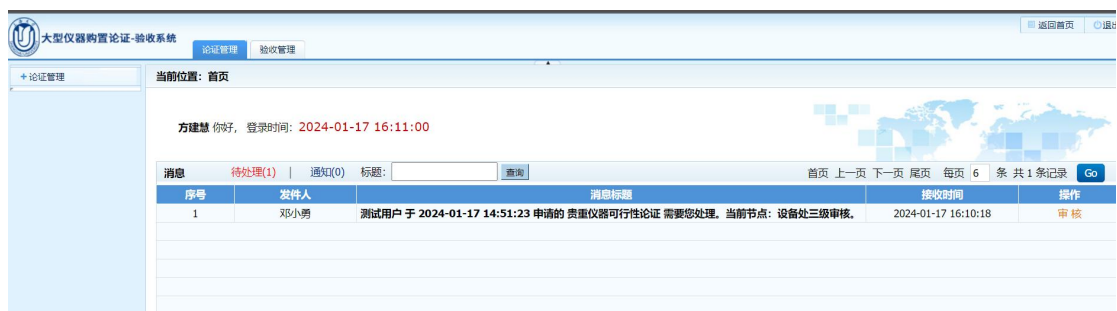 返回首页
大型仪器购置论证-验收系统
论证管理 验收管理
+论证管理
当前位置：首页
方建慧 你好， 登录时间：2024-01-17 16:11:00
消息 待处理(1) | 通知(0) 标题： 查询 首页 上一页 下一页 尾页 每页 6 条 共 1 条记录 Go
序号 发件人 消息标题 接收时间 操作
1 邓小勇 测试用户 于 2024-01-17 14:51:23 申请的 贵重仪器可行性论证 需要您处理。当前节点：设备处三级审核。 2024-01-17 16:10:18 审 核